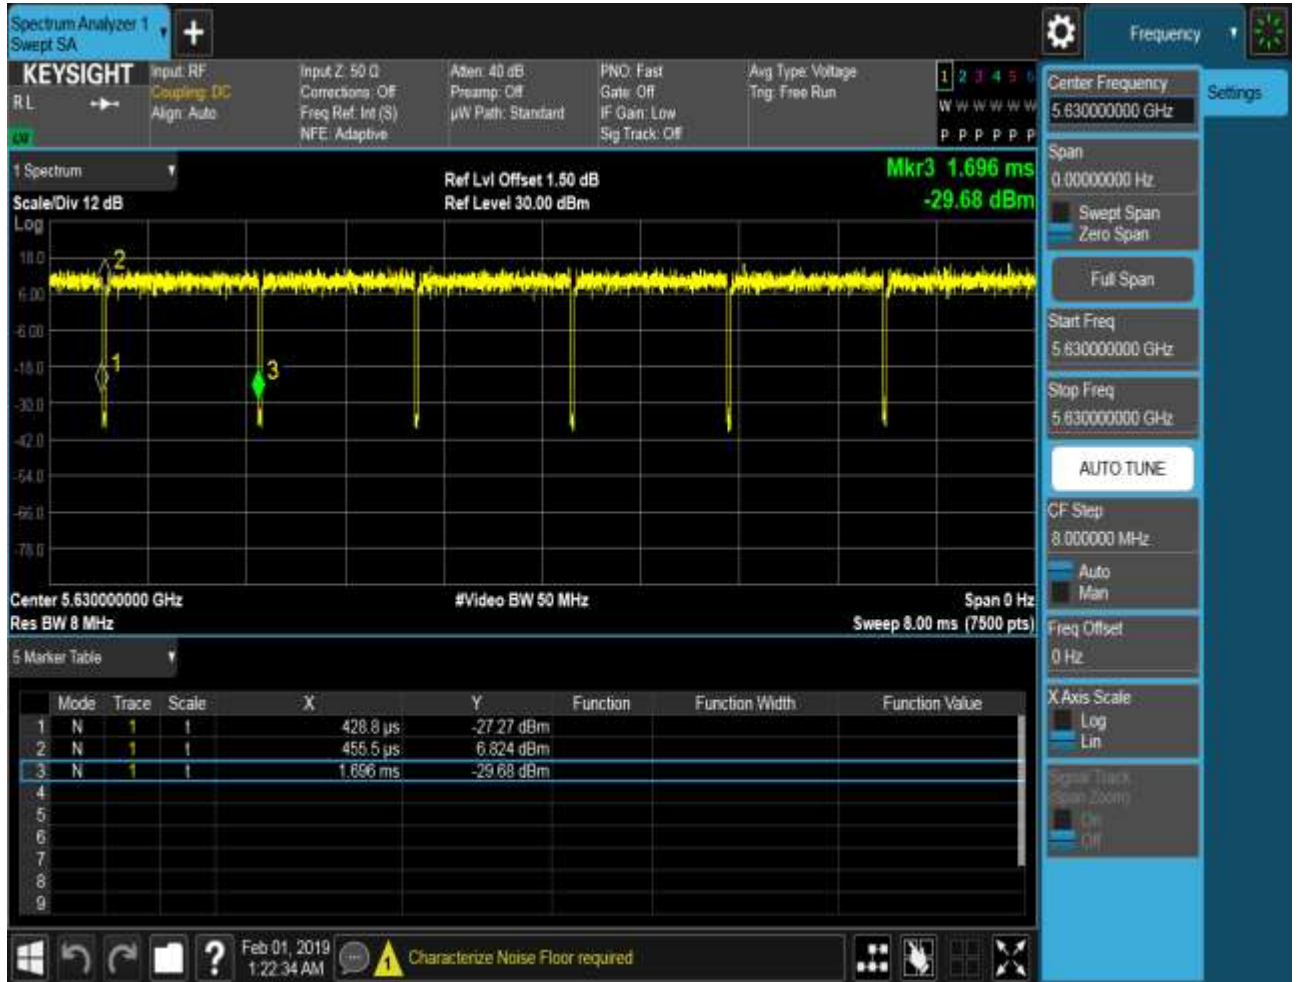 Spectrum Analyzer 1
Swept SA
+
Frequency
KEYSIGHT
RL
Input: RF
Coupling: DC
Align: Auto
Input Z: 50 Ω
Corrections: Off
Freq Ref: Int (S)
NFE: Adaptive
Atten: 40 dB
Preamp: Off
µW Path: Standard
PNO: Fast
Gate: Off
IF Gain: Low
Sig Track: Off
Avg Type: Voltage
Trig: Free Run
1 2 3 4 5 6
W W W W W W
P P P P P P
1 Spectrum
Scale/Div 12 dB
Ref Lvl Offset 1.50 dB
Ref Level 30.00 dBm
Mkr3 1.696 ms
-29.68 dBm
Log
18.0
6.00
-6.00
-18.0
-30.0
-42.0
-54.0
-66.0
-78.0
2
1
3
Center 5.630000000 GHz
#Video BW 50 MHz
Span 0 Hz
Res BW 8 MHz
Sweep 8.00 ms (7500 pts)
5 Marker Table
Mode Trace Scale X Y Function Function Width Function Value
1 N 1 t 428.8 µs -27.27 dBm
2 N 1 t 455.5 µs 6.824 dBm
3 N 1 t 1.696 ms -29.68 dBm
4
5
6
7
8
9
Feb 01, 2019
1:22:34 AM
?
1
Characterize Noise Floor required
Center Frequency
5.630000000 GHz
Settings
Span
0.00000000 Hz
Swept Span
Zero Span
Full Span
Start Freq
5.630000000 GHz
Stop Freq
5.630000000 GHz
AUTO TUNE
CF Step
8.000000 MHz
Auto
Man
Freq Offset
0 Hz
X Axis Scale
Log
Lin
Signal Track
(Span Zoom)
On
Off